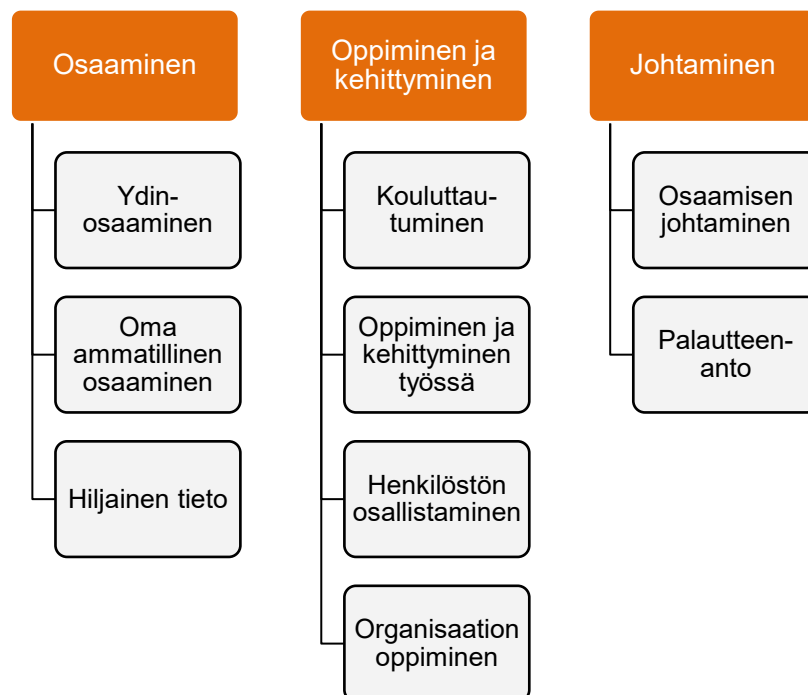 Osaaminen
Ydin-
osaaminen
Oma
ammatillinen
osaaminen
Hiljainen tieto
Oppiminen ja
kehittyminen
Kouluttau-
tuminen
Oppiminen ja
kehittyminen
työssä
Henkilöstön
osallistaminen
Organisaation
oppiminen
Johtaminen
Osaamisen
johtaminen
Palautteen-
anto